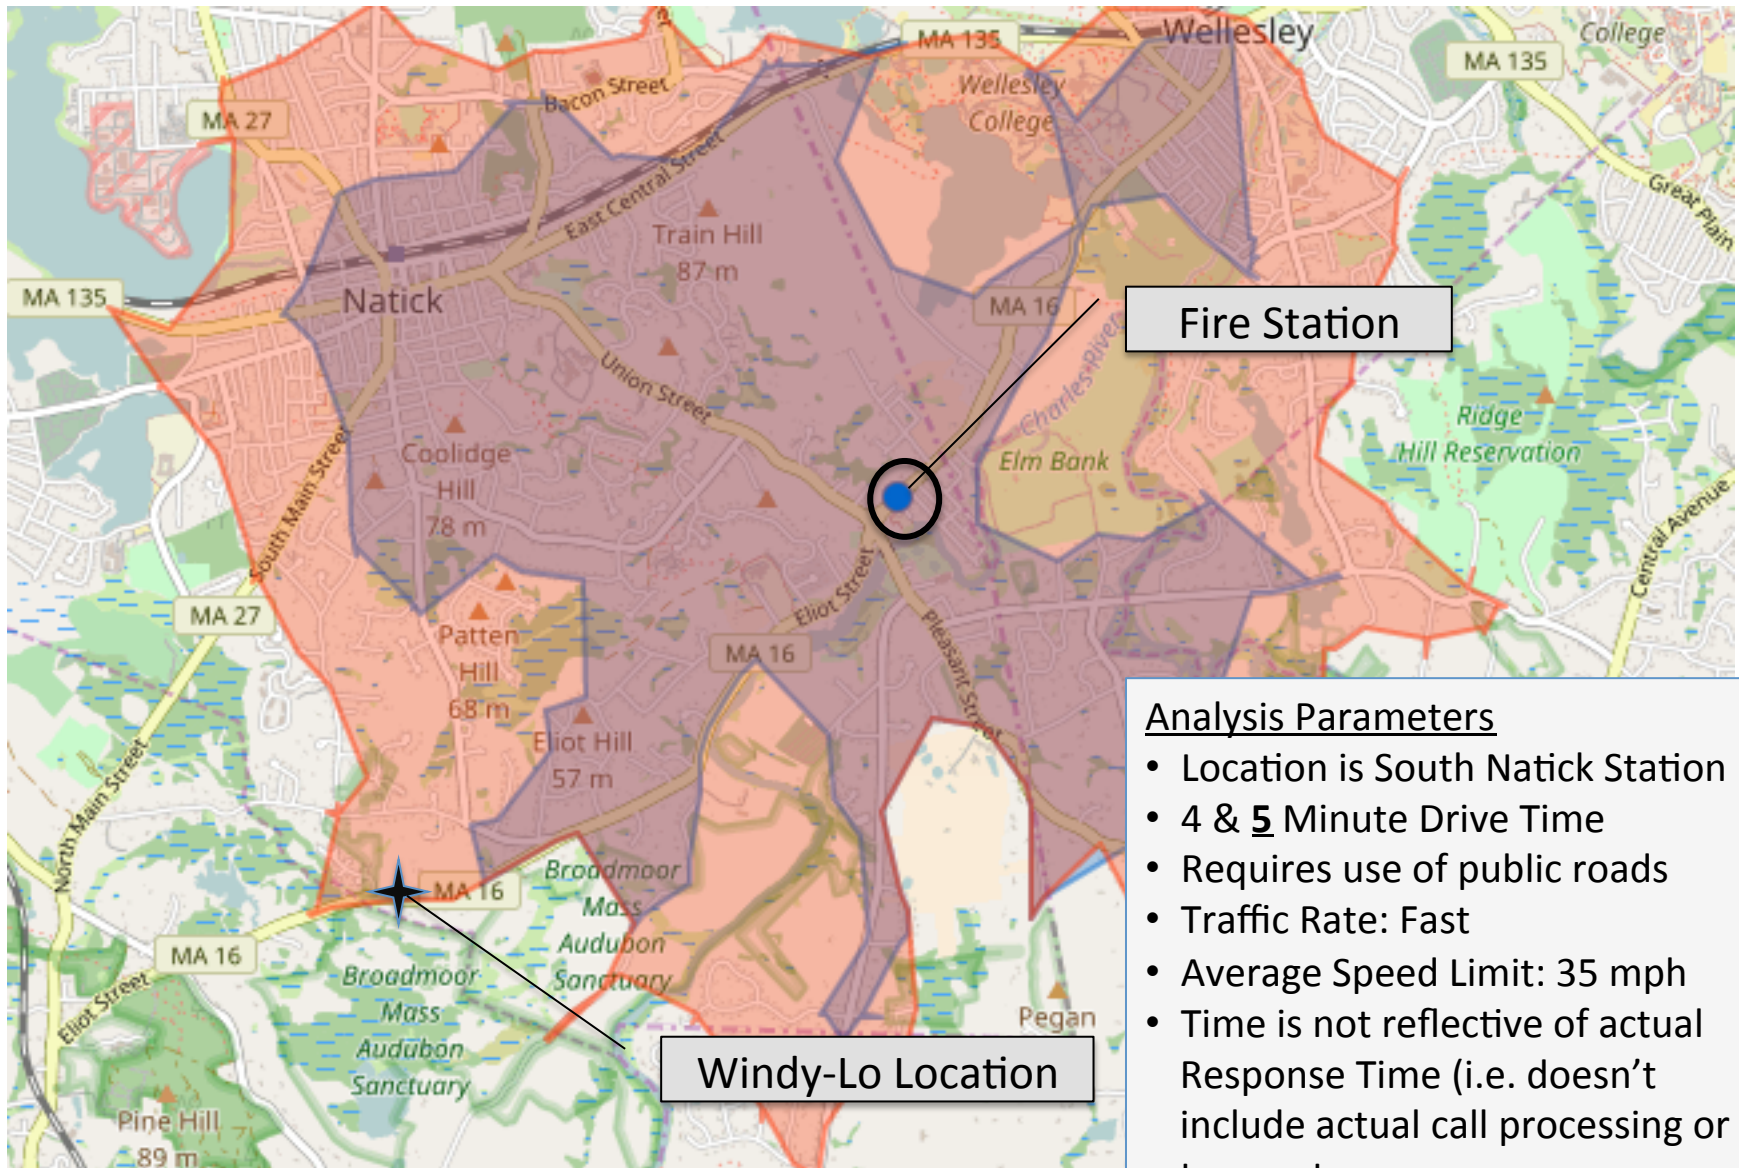 Wellesley
College
MA 135
MA 135
Wellesley
College
Bacon Street
MA 27
Great Plain
East Central Street
Train Hill
87 m
MA 135
Natick
MA 16
Fire Station
Charles River
Union Street
Ridge
Hill Reservation
Coolidge
Hill
78 m
South Main Street
Elm Bank
Central Avenue
MA 27
Eliot Street
Patten
Hill
68 m
MA 16
Pleasant Street
Eliot Hill
57 m
North Main Street
Analysis Parameters
• Location is South Natick Station
• 4 & 5 Minute Drive Time
• Requires use of public roads
• Traffic Rate: Fast
• Average Speed Limit: 35 mph
• Time is not reflective of actual
Response Time (i.e. doesn't
include actual call processing or
MA 16
Broadmoor
Mass
Audubon
Sanctuary
MA 16
Broadmoor
Mass
Audubon
Sanctuary
Eliot Street
Pegan
Windy-Lo Location
Pine Hill
89 m